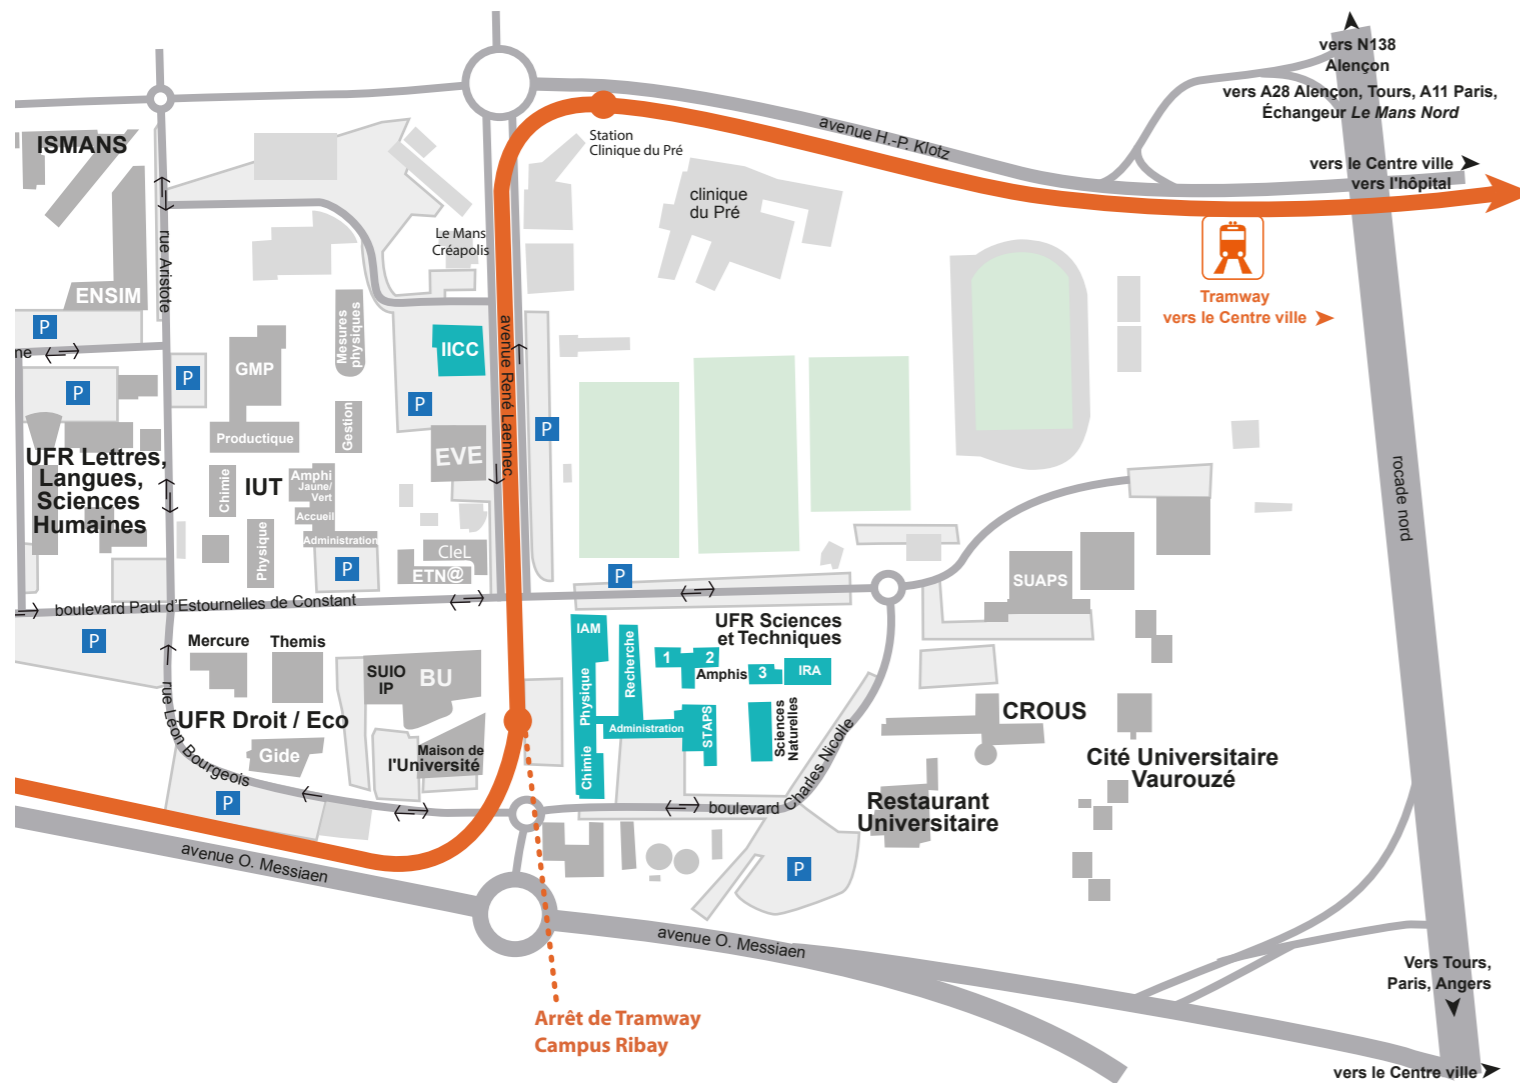 vers N138
Alençon
vers A28 Alençon, Tours, A11 Paris,
Échangeur Le Mans Nord
vers le Centre ville
vers l'hôpital
avenue H.-P. Klotz
Station
Clinique du Pré
clinique
du Pré
Tramway
vers le Centre ville
rocade nord
ISMANS
ENSIM
rue Aristote
Le Mans
Créapolis
avenue René Laennec
P
ne
P
P
GMP
Mesures
physiques
IICC
P
P
Productique
Gestion
EVE
UFR Lettres,
Langues,
Sciences
Humaines
Chimie
IUT
Amphi
Jaune/
Vert
Accueil
Administration
Physique
P
CIeL
ETN@
P
SUAPS
boulevard Paul d'Estournelles de Constant
P
Mercure
Themis
SUIO
IP
BU
UFR Droit / Eco
Gide
Maison de
l'Université
rue Léon Bourgeois
P
IAM
Physique
Chimie
Recherche
Administration
UFR Sciences
et Techniques
1
2
Amphis
3
IRA
STAPS
Sciences
Naturelles
boulevard Charles Nicolle
CROUS
Cité Universitaire
Vaurouzé
Restaurant
Universitaire
P
avenue O. Messiaen
avenue O. Messiaen
Arrêt de Tramway
Campus Ribay
Vers Tours,
Paris, Angers
vers le Centre ville